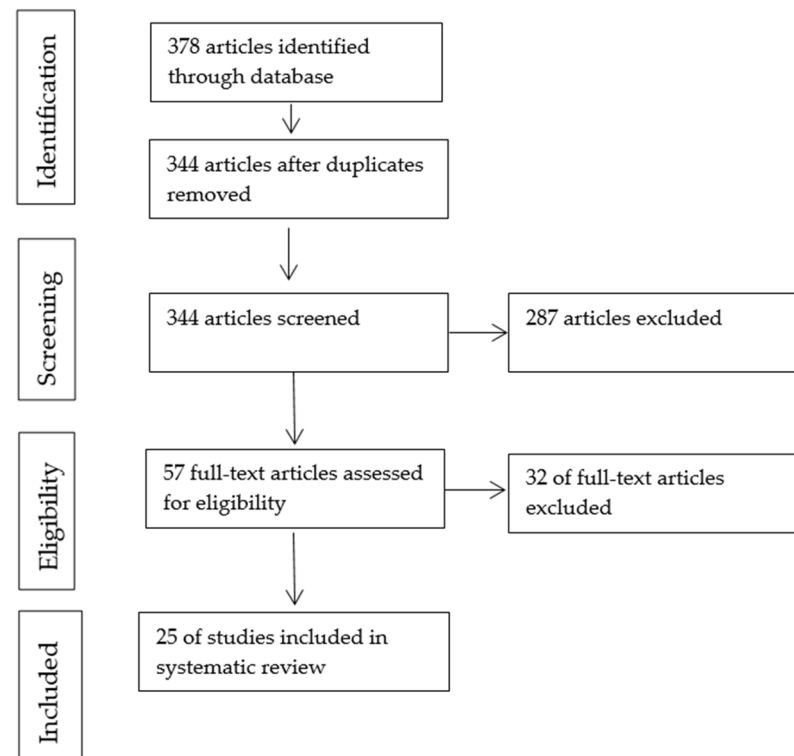 Identification
378 articles identified
through database
344 articles after duplicates
removed
Screening
344 articles screened
287 articles excluded
Eligibility
57 full-text articles assessed
for eligibility
32 of full-text articles
excluded
Included
25 of studies included in
systematic review